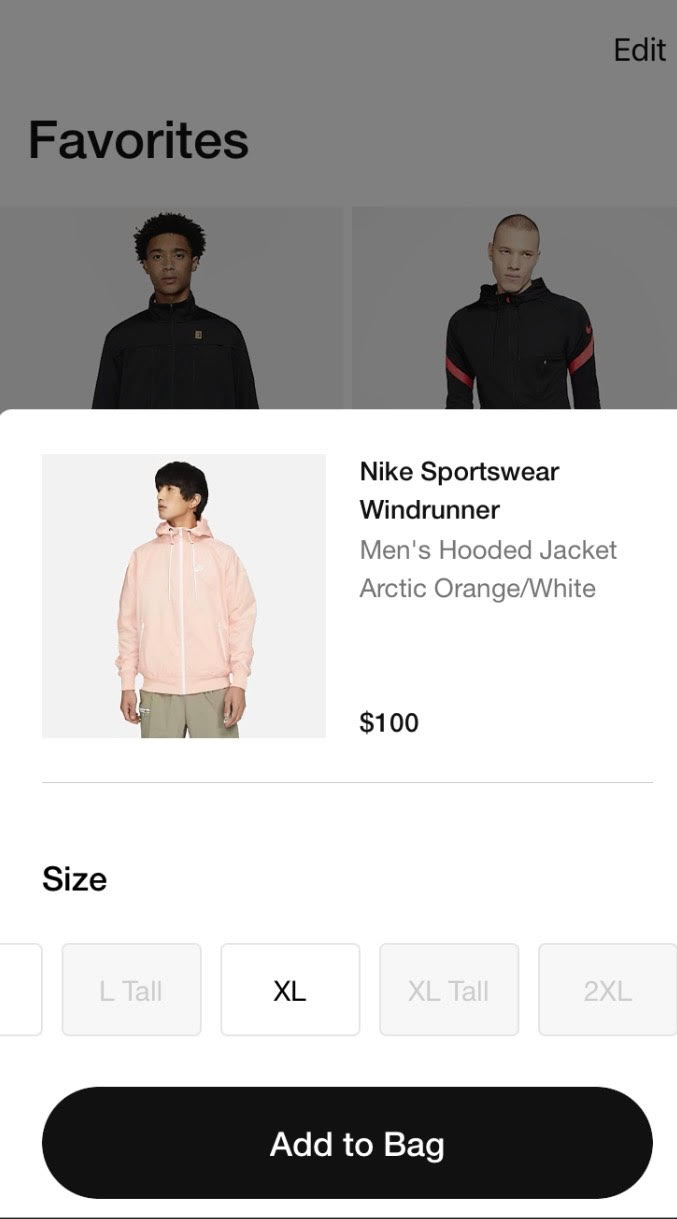 Edit
Favorites
Nike Sportswear
Windrunner
Men's Hooded Jacket
Arctic Orange/White
$100
Size
L Tall
XL
XL Tall
2XL
Add to Bag